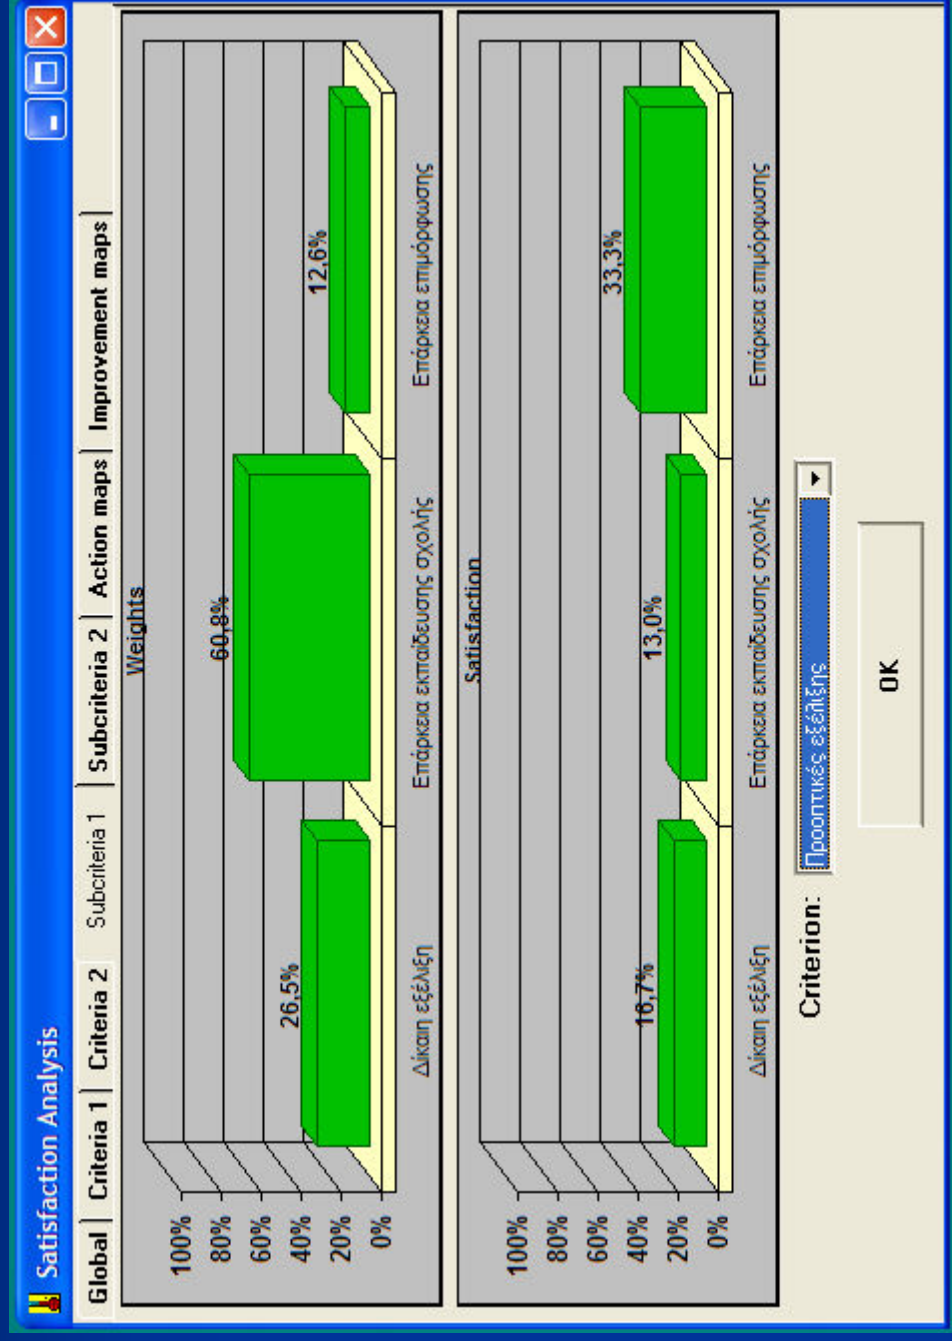 Satisfaction Analysis
Global Criteria 1 Criteria 2 Subcriteria 1 Subcriteria 2 Action maps Improvement maps
Weights
100%
80%
60%
40%
20%
0%
26,5% 60,8% 12,6%
Δίκαιη εξέλιξη Επάρκεια εκπαίδευσης σχολής Επάρκεια επιμόρφωσης
Satisfaction
100%
80%
60%
40%
20%
0%
16,7% 13,0% 33,3%
Δίκαιη εξέλιξη Επάρκεια εκπαίδευσης σχολής Επάρκεια επιμόρφωσης
Criterion: Προοπτικές εξέλιξης
OK